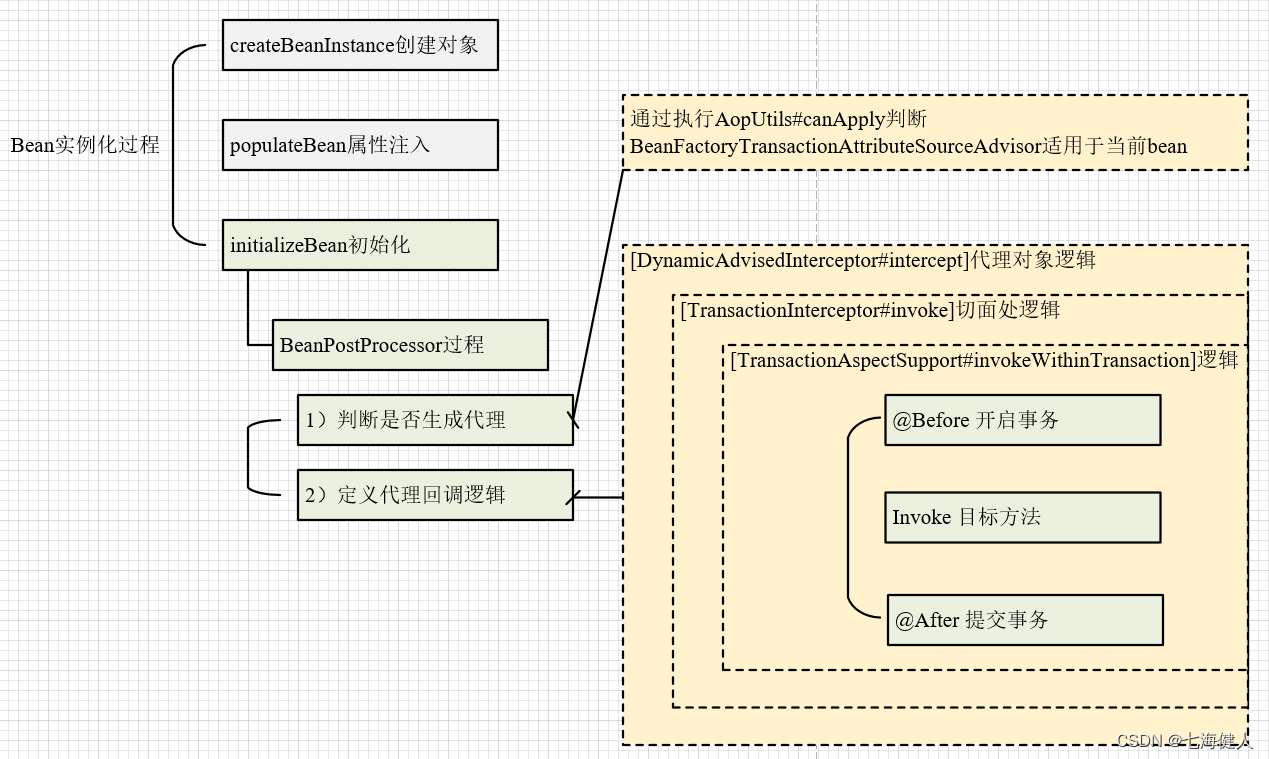 createBeanInstance创建对象
Bean实例化过程
populateBean属性注入
initializeBean初始化
BeanPostProcessor过程
1）判断是否生成代理
2）定义代理回调逻辑
通过执行AopUtils#canApply判断
BeanFactoryTransactionAttributeSourceAdvisor适用于当前bean
[DynamicAdvisedInterceptor#intercept]代理对象逻辑
[TransactionInterceptor#invoke]切面处逻辑
[TransactionAspectSupport#invokeWithinTransaction]逻辑
@Before 开启事务
Invoke 目标方法
@After 提交事务
CSDN @七海健人